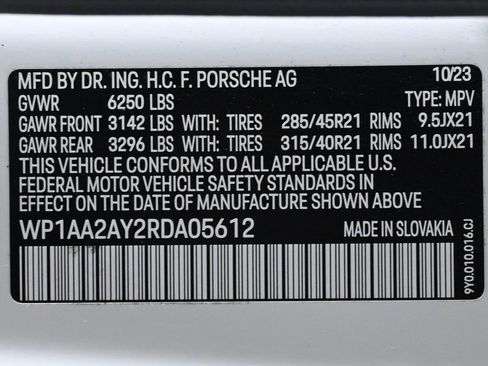 MFD BY DR. ING. H.C. F. PORSCHE AG 10/23
GVWR 6250 LBS TYPE: MPV
GAWR FRONT 3142 LBS WITH: TIRES 285/45R21 RIMS 9.5JX21
GAWR REAR 3296 LBS WITH: TIRES 315/40R21 RIMS 11.0JX21
THIS VEHICLE CONFORMS TO ALL APPLICABLE U.S.
FEDERAL MOTOR VEHICLE SAFETY STANDARDS IN
EFFECT ON THE DATE OF MANUFACTURE SHOWN ABOVE
WP1AA2AY2RDA05612 MADE IN SLOVAKIA
9Y0.010.016.CJ